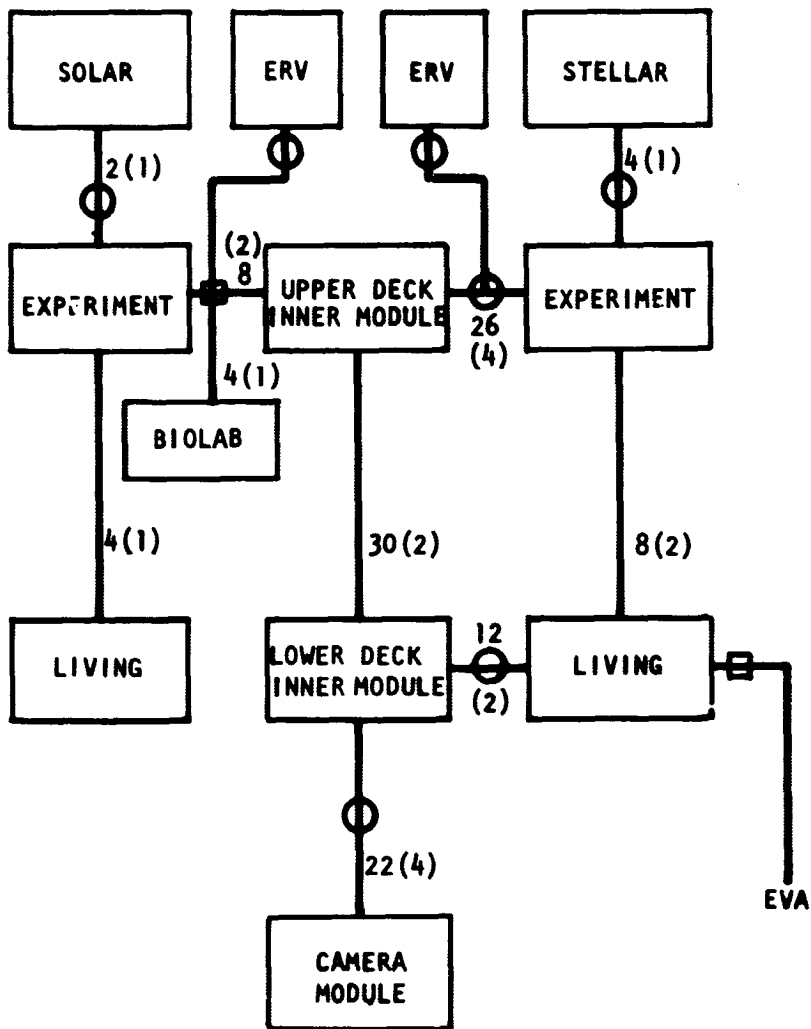 SOLAR
ERV
ERV
STELLAR
2(1)
4(1)
EXPERIMENT
(2)
8
UPPER DECK
INNER MODULE
26
(4)
EXPERIMENT
4(1)
BIOLAB
4(1)
30(2)
8(2)
LIVING
LOWER DECK
INNER MODULE
12
(2)
LIVING
22(4)
EVA
CAMERA
MODULE